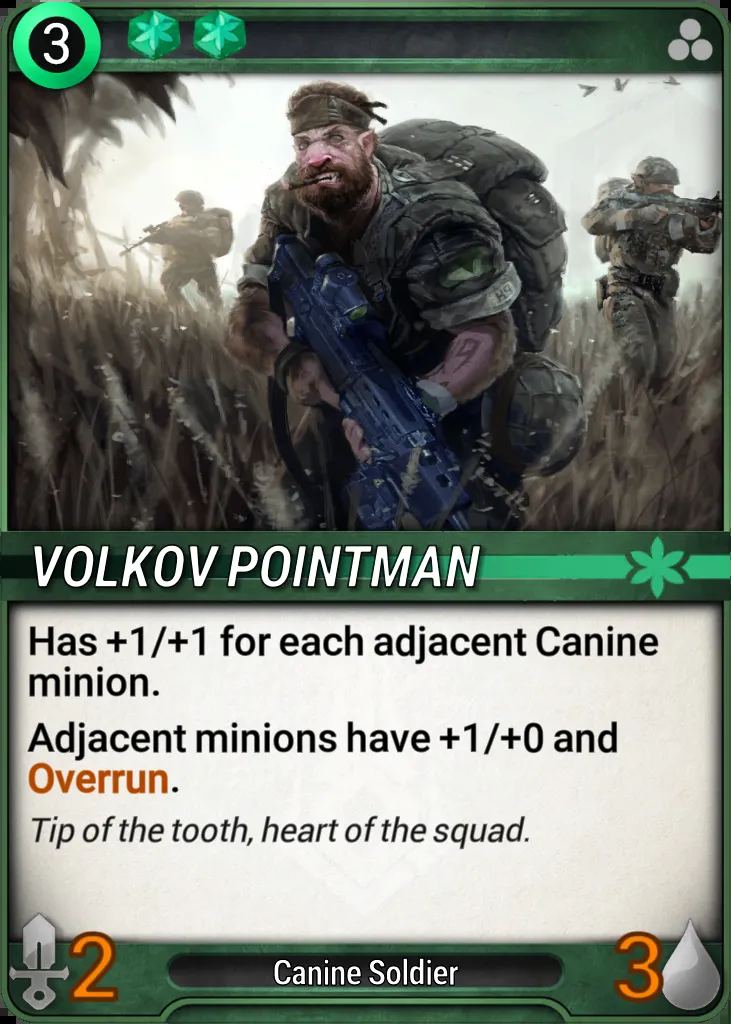 3
VOLKOV POINTMAN
Has +1/+1 for each adjacent Canine
minion.
Adjacent minions have +1/+0 and
Overrun.
Tip of the tooth, heart of the squad.
2
Canine Soldier
3